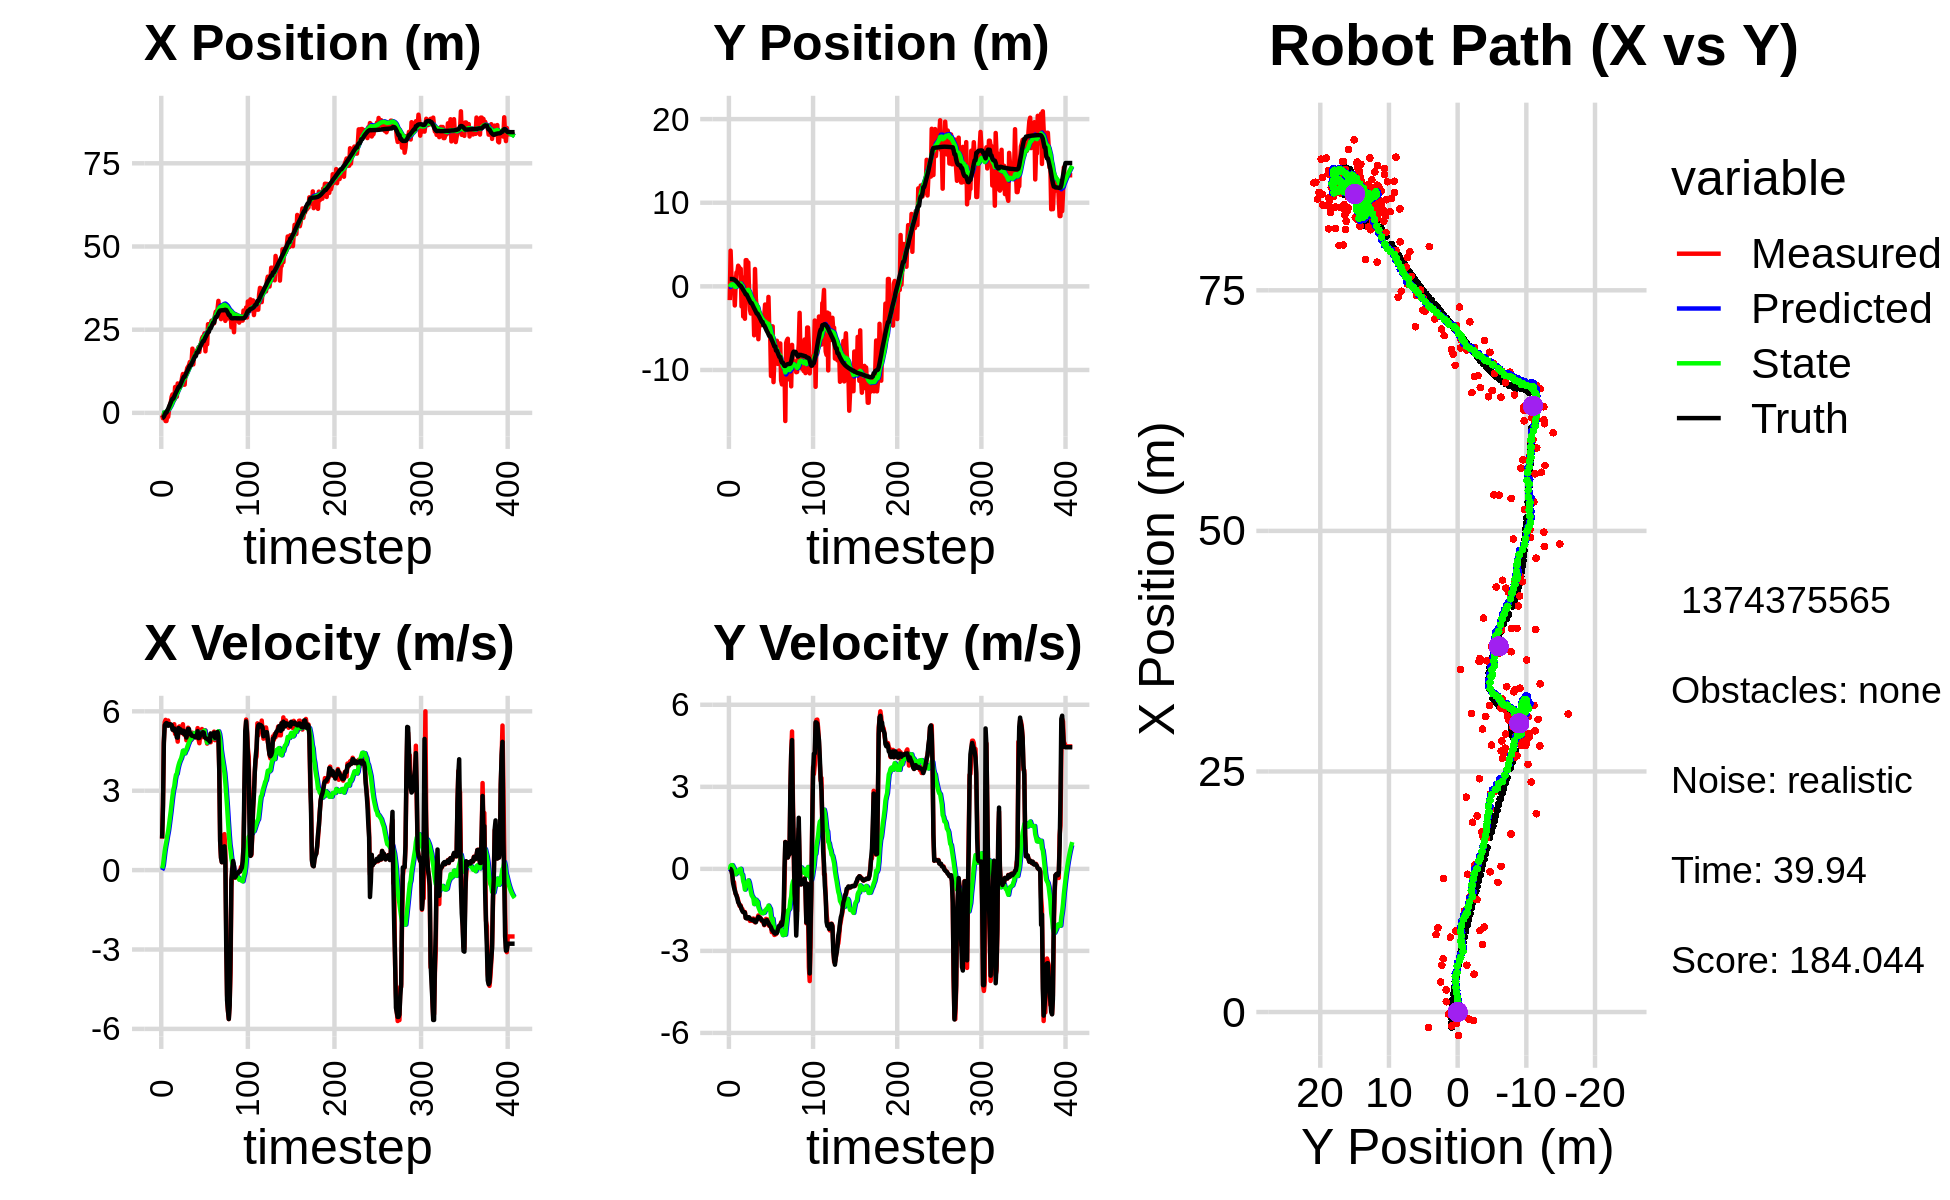 X Position (m)
75
50
25
0
0
100
200
300
400
timestep
Y Position (m)
20
10
0
-10
0
100
200
300
400
timestep
X Velocity (m/s)
6
3
0
-3
-6
0
100
200
300
400
timestep
Y Velocity (m/s)
6
3
0
-3
-6
0
100
200
300
400
timestep
Robot Path (X vs Y)
X Position (m)
75
50
25
0
20 10 0 -10 -20
Y Position (m)
variable
Measured
Predicted
State
Truth
1374375565
Obstacles: none
Noise: realistic
Time: 39.94
Score: 184.044